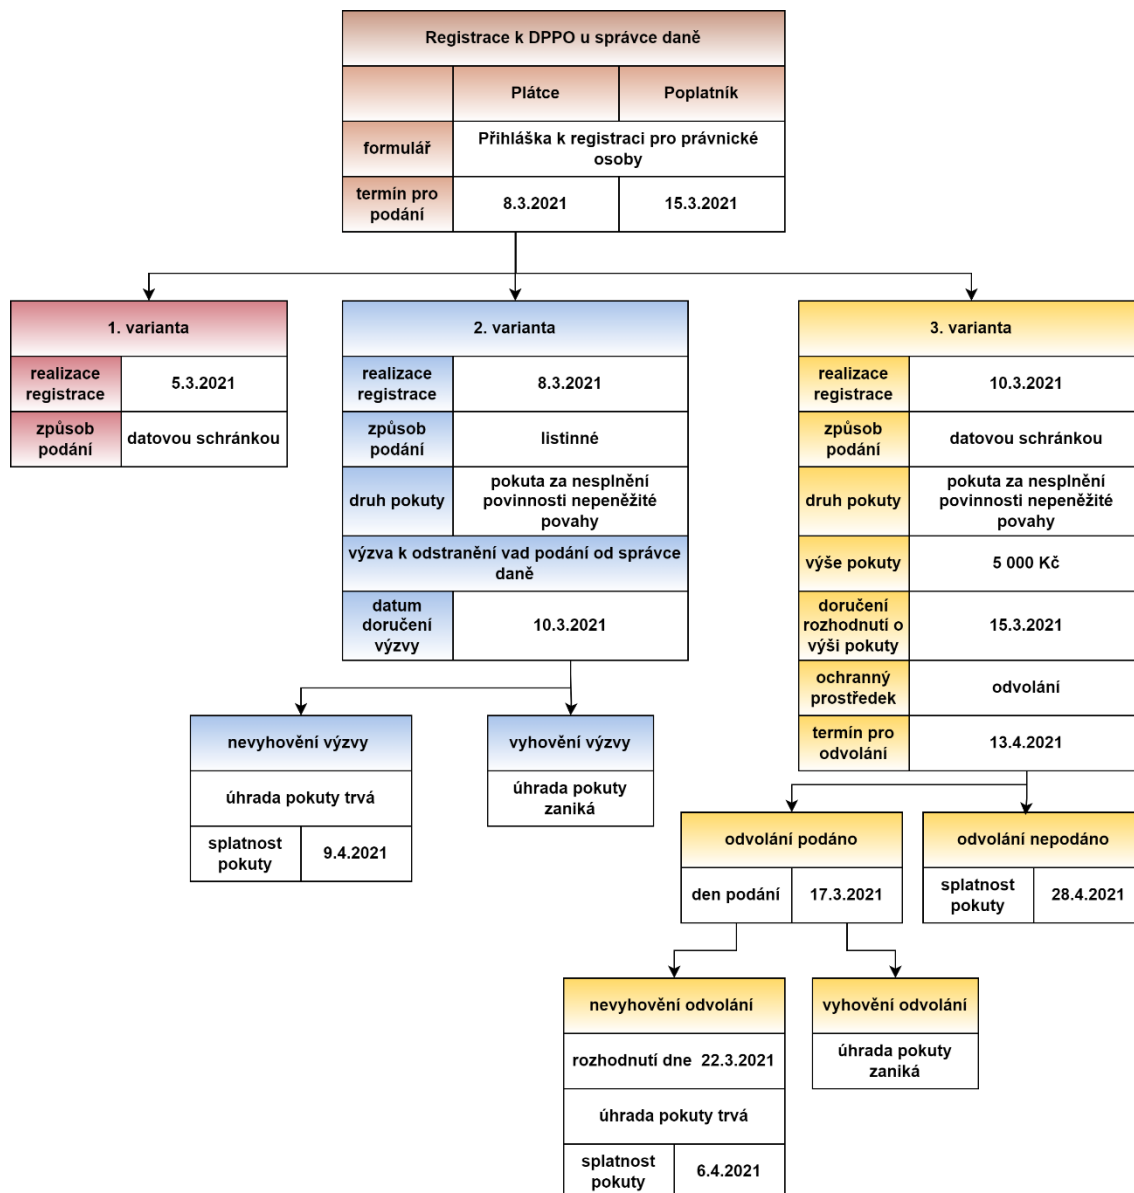 Registrace k DPPO u správce daně
Plátce
Poplatník
formulář
Přihláška k registraci pro právnické
osoby
termín pro
podání
8.3.2021
15.3.2021
1. varianta
realizace
registrace
5.3.2021
způsob
podání
datovou schránkou
2. varianta
realizace
registrace
8.3.2021
způsob
podání
listinné
druh pokuty
pokuta za nesplnění
povinnosti nepeněžité
povahy
výzva k odstranění vad podání od správce
daně
datum
doručení
výzvy
10.3.2021
nevyhovění výzvy
úhrada pokuty trvá
splatnost
pokuty
9.4.2021
vyhovění výzvy
úhrada pokuty
zaniká
3. varianta
realizace
registrace
10.3.2021
způsob
podání
datovou schránkou
druh pokuty
pokuta za nesplnění
povinnosti nepeněžité
povahy
výše pokuty
5 000 Kč
doručení
rozhodnutí o
výši pokuty
15.3.2021
ochranný
prostředek
odvolání
termín pro
odvolání
13.4.2021
odvolání podáno
den podání
17.3.2021
odvolání nepodáno
splatnost
pokuty
28.4.2021
nevyhovění odvolání
rozhodnutí dne 22.3.2021
úhrada pokuty trvá
splatnost
pokuty
6.4.2021
vyhovění odvolání
úhrada pokuty
zaniká